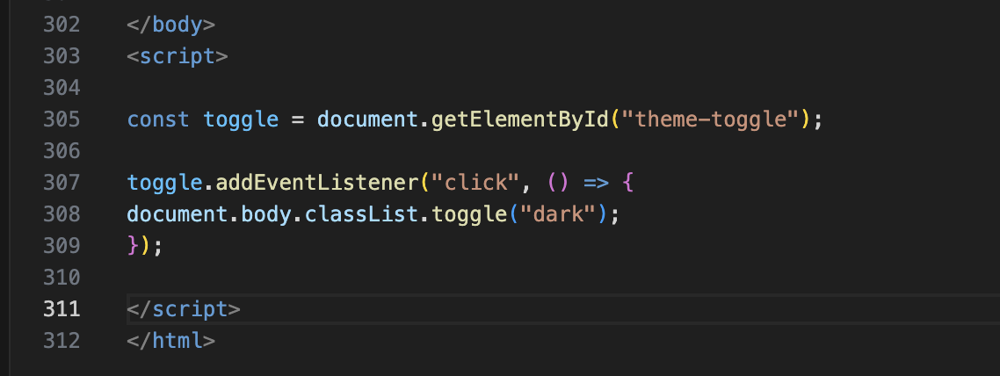 302 </body>
303 <script>
304
305 const toggle = document.getElementById("theme-toggle");
306
307 toggle.addEventListener("click", () => {
308 document.body.classList.toggle("dark");
309 });
310
311 </script>
312 </html>